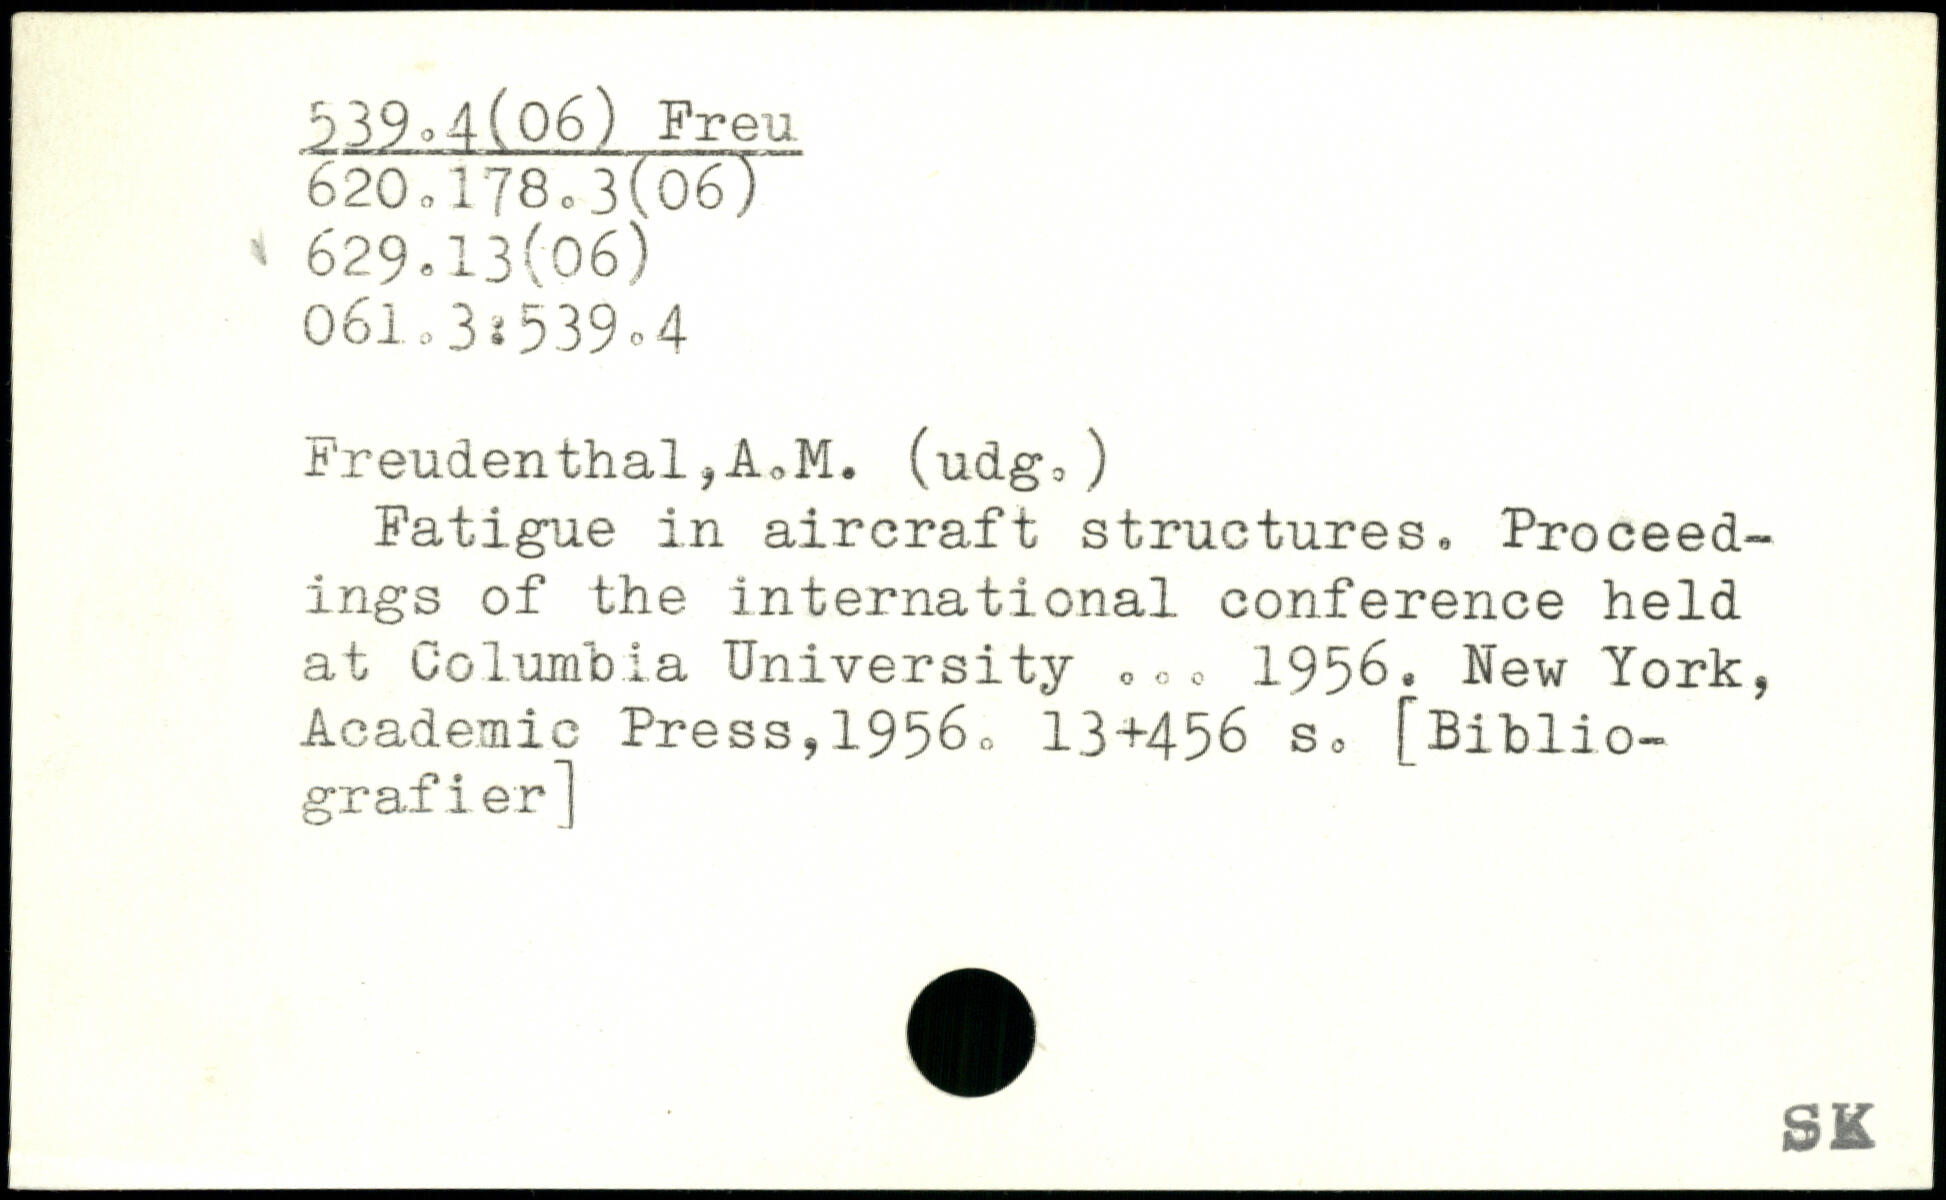 539.4(06) Freu
620.178.3(06)
629.13(06)
061.3:539.4
Freudenthal,A.M. (udg.)
Fatigue in aircraft structures. Proceed-
ings of the international conference held
at Columbia University ... 1956. New York,
Academic Press,1956. 13+456 s. [Biblio-
grafier]
SK